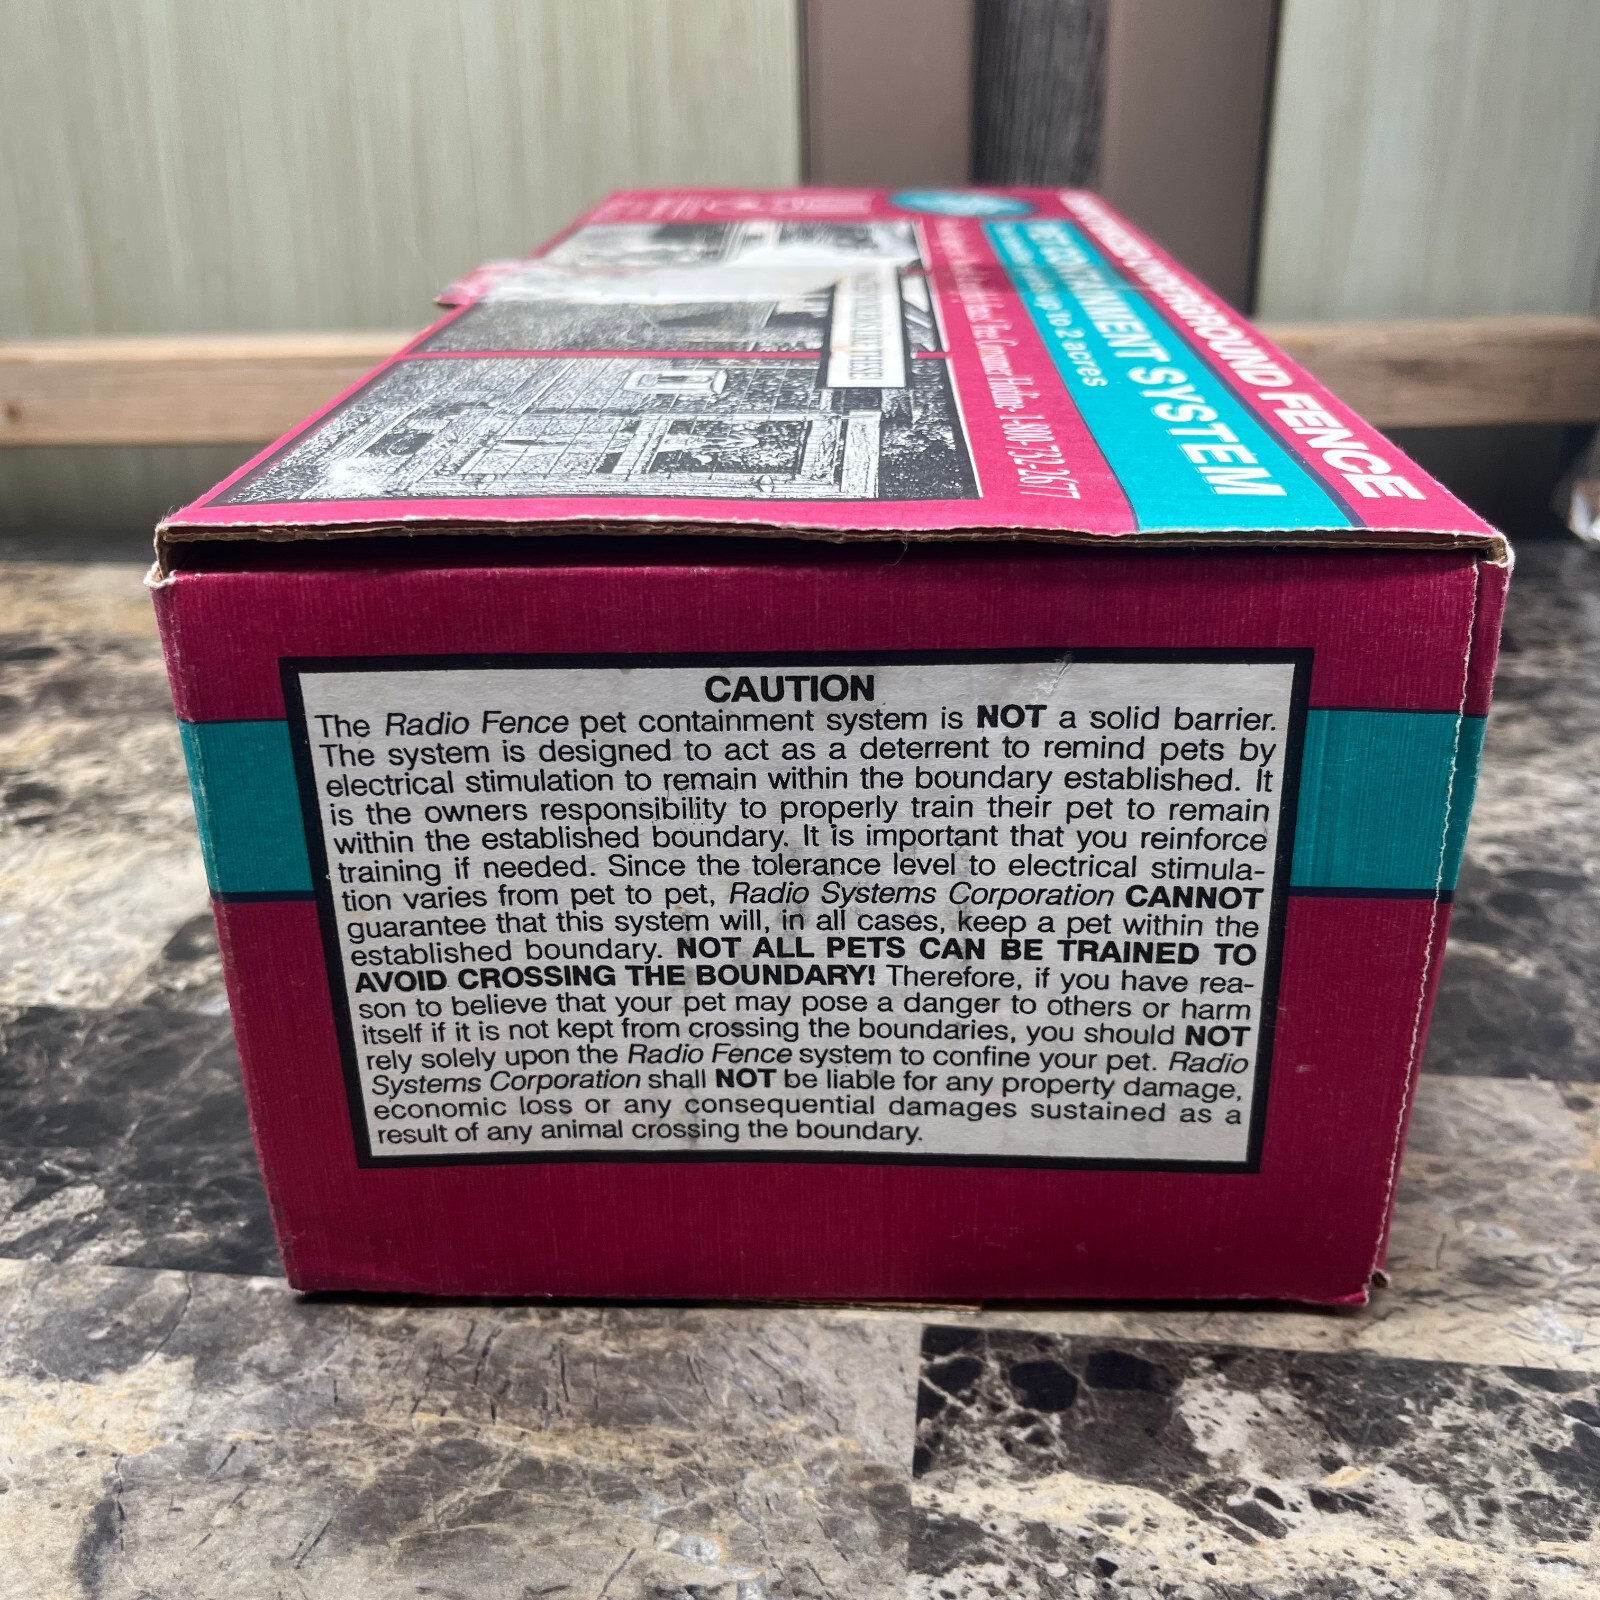 UNDERGROUND FENCE
PET CONTAINMENT SYSTEM
up to 2 acres
Free Consumer Hotline - 1-800-732-2677
CAUTION
The Radio Fence pet containment system is NOT a solid barrier.
The system is designed to act as a deterrent to remind pets by
electrical stimulation to remain within the boundary established. It
is the owners responsibility to properly train their pet to remain
within the established boundary. It is important that you reinforce
training if needed. Since the tolerance level to electrical stimula-
tion varies from pet to pet, Radio Systems Corporation CANNOT
guarantee that this system will, in all cases, keep a pet within the
established boundary. NOT ALL PETS CAN BE TRAINED TO
AVOID CROSSING THE BOUNDARY! Therefore, if you have rea-
son to believe that your pet may pose a danger to others or harm
itself if it is not kept from crossing the boundaries, you should NOT
rely solely upon the Radio Fence system to confine your pet. Radio
Systems Corporation shall NOT be liable for any property damage,
economic loss or any consequential damages sustained as a
result of any animal crossing the boundary.